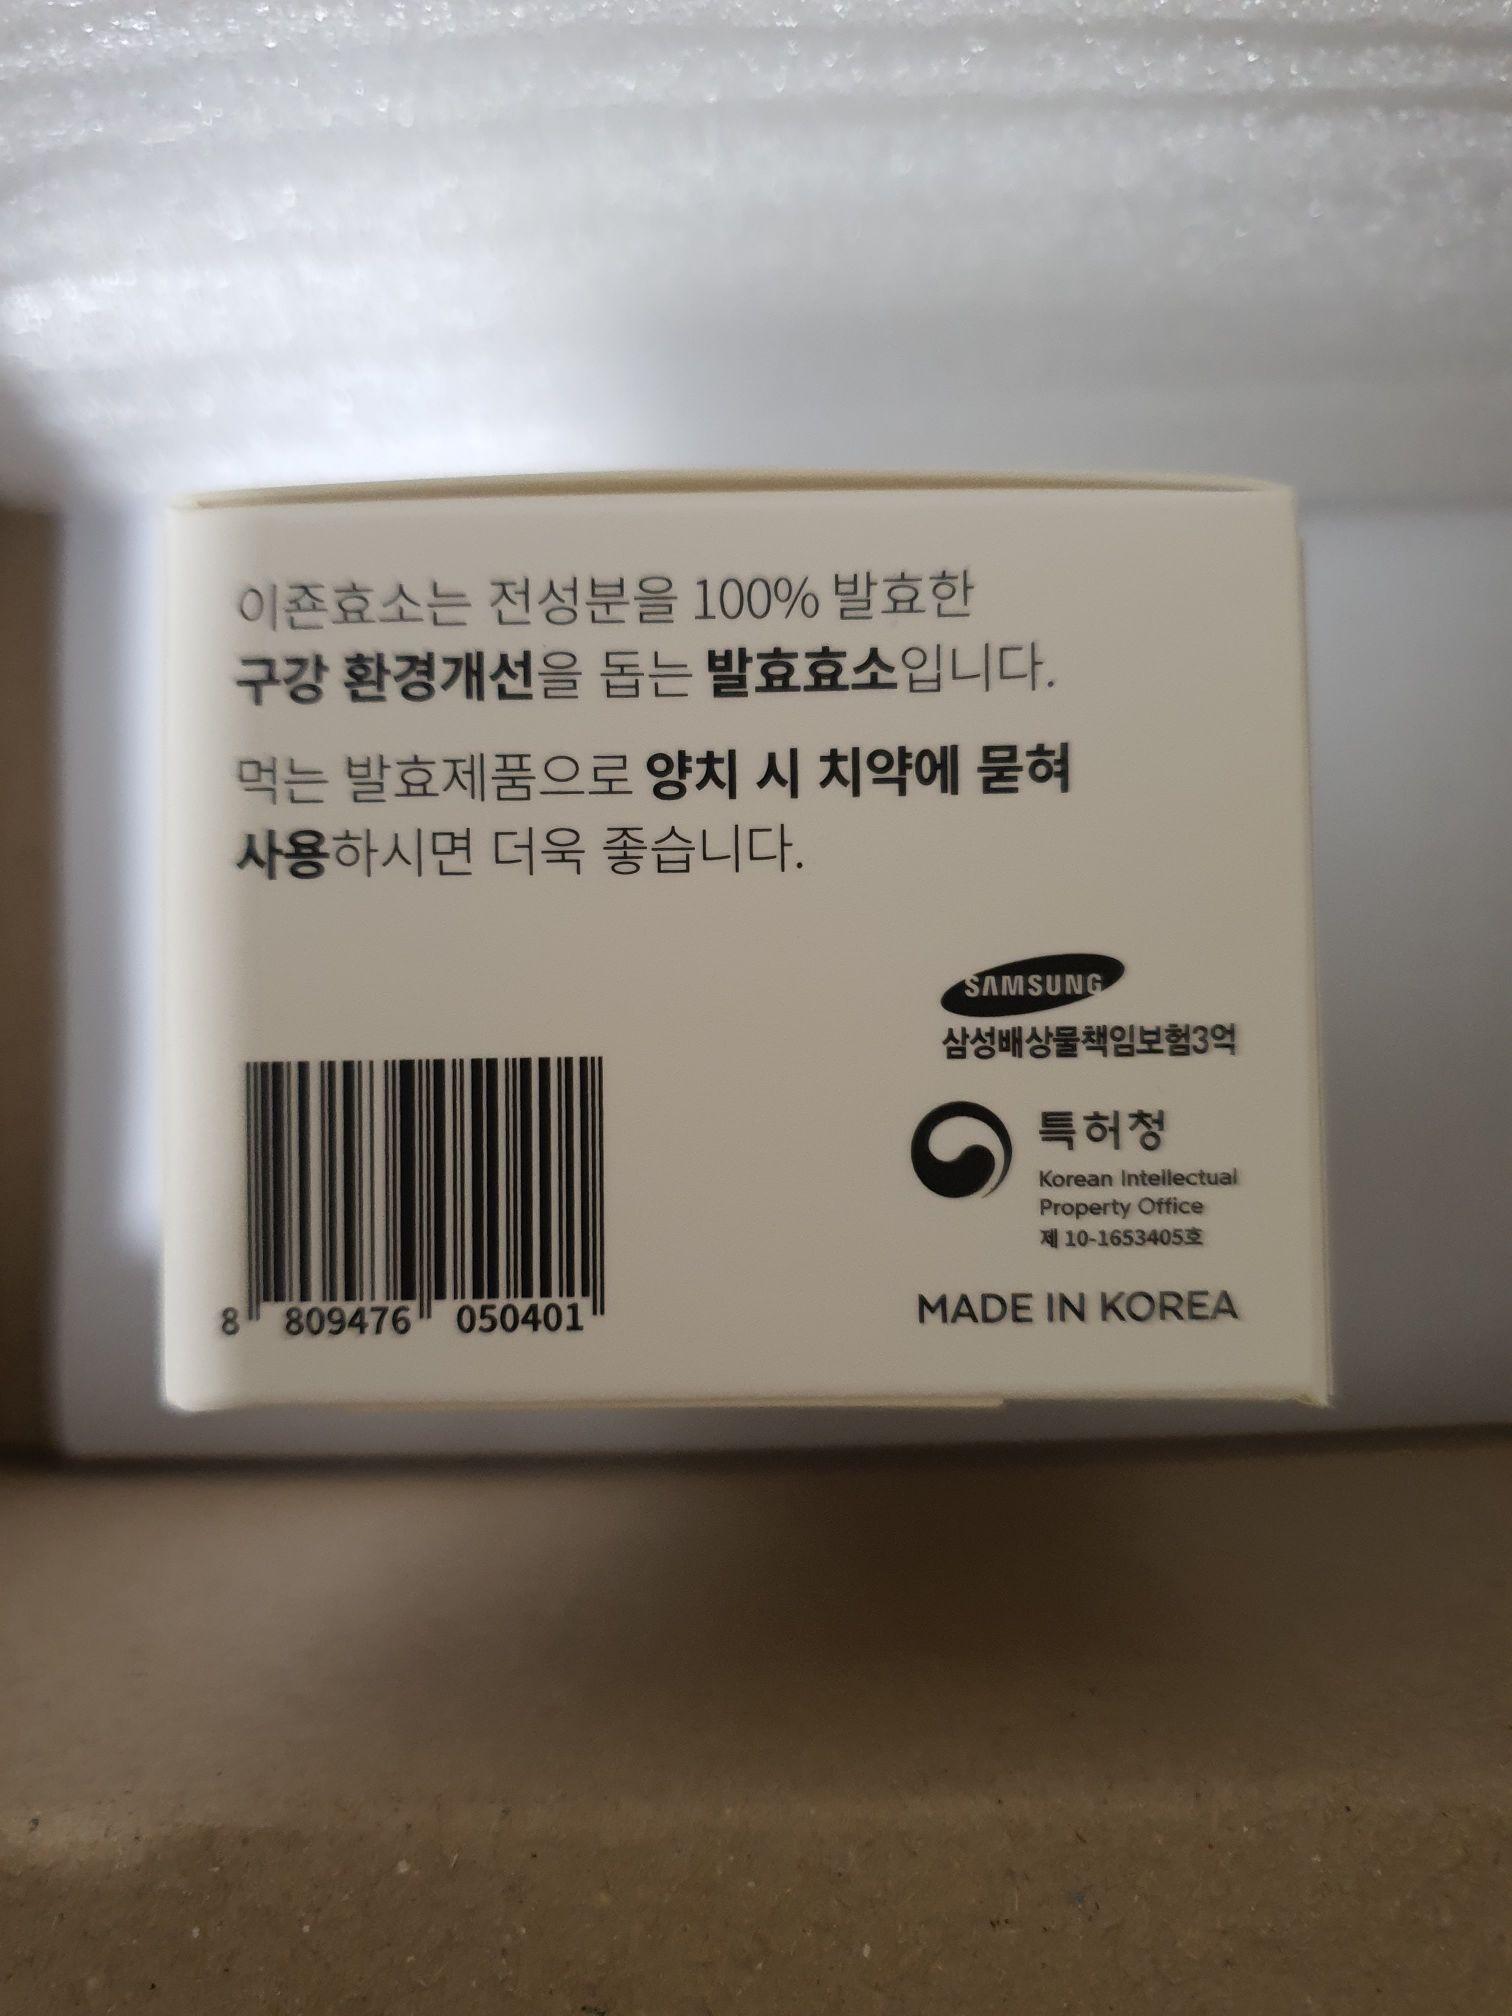 이죤효소는 전성분을 100% 발효한
구강 환경개선을 돕는 발효효소입니다.
먹는 발효제품으로 양치 시 치약에 묻혀
사용하시면 더욱 좋습니다.
SAMSUNG
삼성배상물책임보험3억
특허청
Korean Intellectual
Property Office
제 10-1653405호
MADE IN KOREA
8 809476 050401